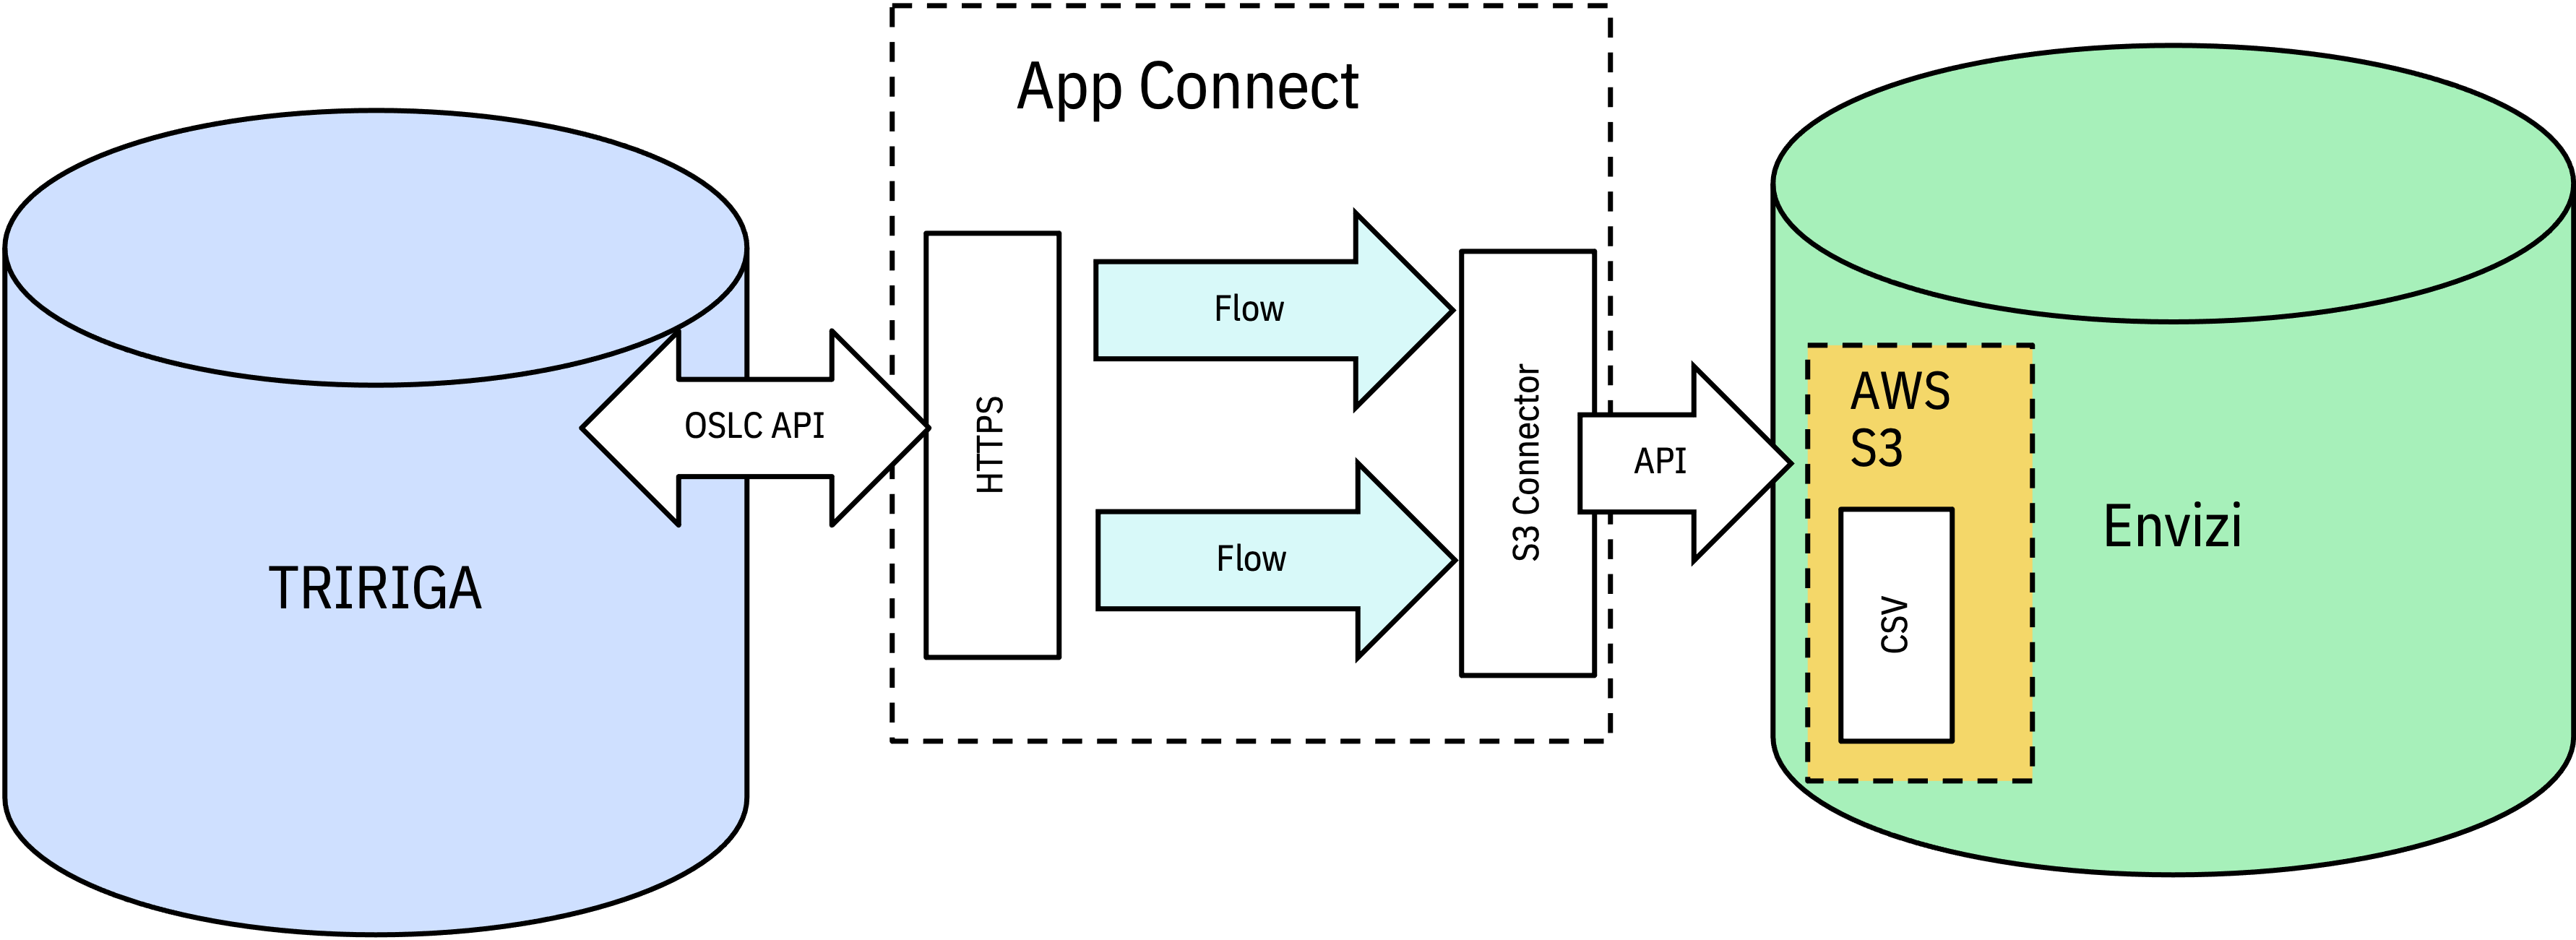 App Connect
TRIRIGA
OSLC API
HTTPS
Flow
Flow
S3 Connector
API
AWS
S3
CSV
Envizi